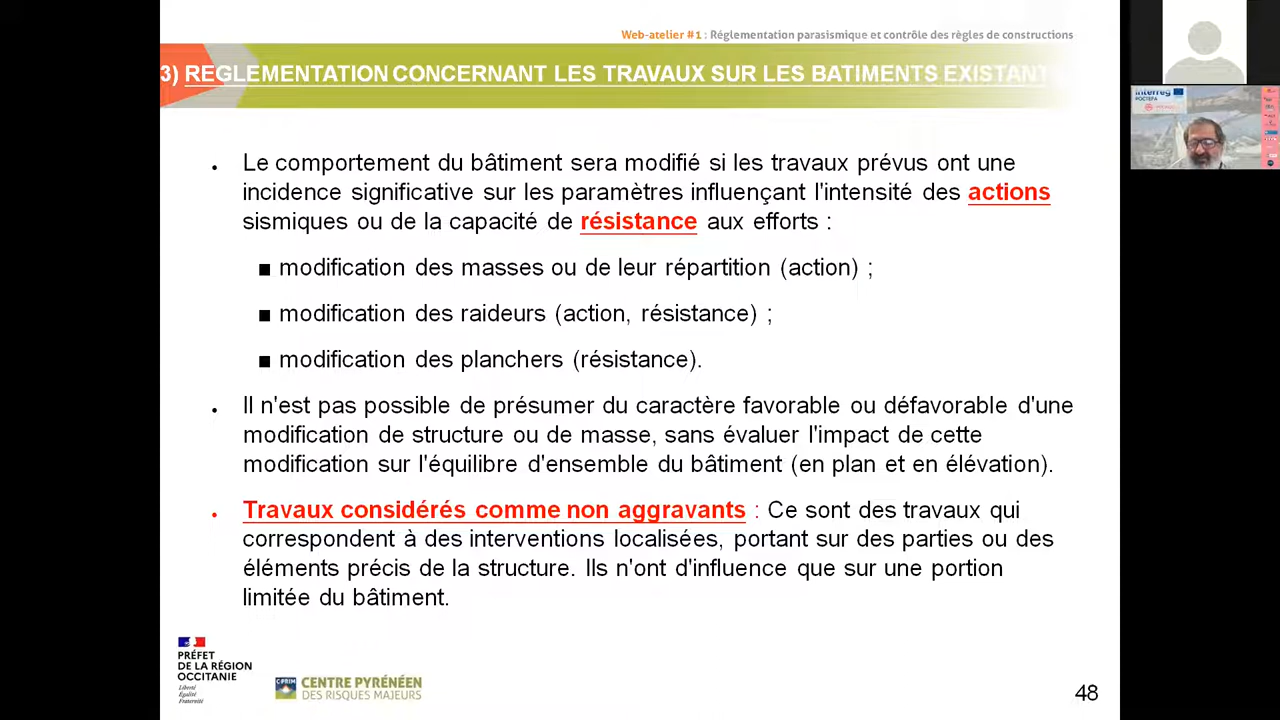 Web-atelier #1 : Réglementation parasismique et contrôle des règles de constructions
3) REGLEMENTATION CONCERNANT LES TRAVAUX SUR LES BATIMENTS EXISTANT
• Le comportement du bâtiment sera modifié si les travaux prévus ont une
incidence significative sur les paramètres influençant l'intensité des actions
sismiques ou de la capacité de résistance aux efforts :
■ modification des masses ou de leur répartition (action) ;
■ modification des raideurs (action, résistance) ;
■ modification des planchers (résistance).
• Il n'est pas possible de présumer du caractère favorable ou défavorable d'une
modification de structure ou de masse, sans évaluer l'impact de cette
modification sur l'équilibre d'ensemble du bâtiment (en plan et en élévation).
• Travaux considérés comme non aggravants : Ce sont des travaux qui
correspondent à des interventions localisées, portant sur des parties ou des
éléments précis de la structure. Ils n'ont d'influence que sur une portion
limitée du bâtiment.
PRÉFET
DE LA RÉGION
OCCITANIE
Liberté
Égalité
Fraternité
CENTRE PYRÉNÉEN
DES RISQUES MAJEURS
48
Interreg
POCTEFA